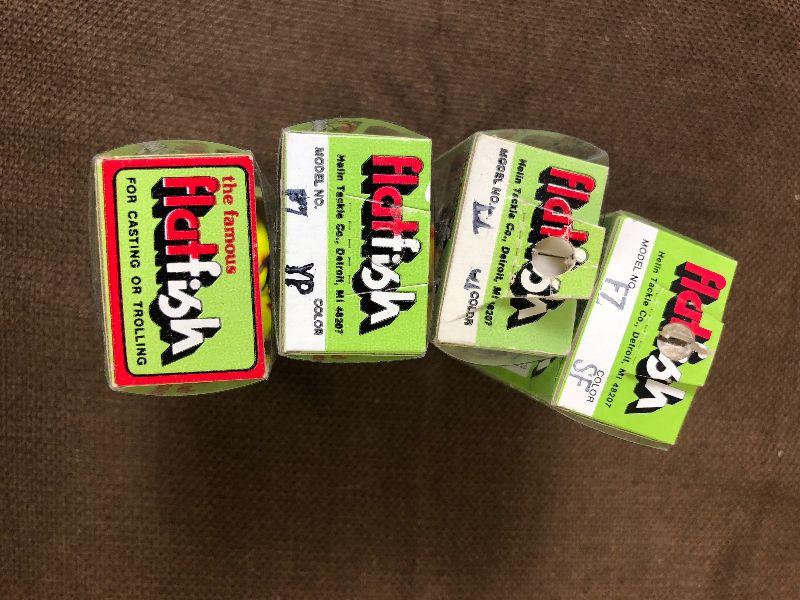 the famous
flatfish
FOR CASTING OR TROLLING
flatfish
Helin Tackle Co., Detroit, MI 48207
MODEL NO. COLOR
F7 YP
flatfish
Helin Tackle Co., Detroit, MI 48207
MODEL NO. COLOR
flatfish
Helin Tackle Co., Detroit, MI 48207
MODEL NO. COLOR
F7 SF